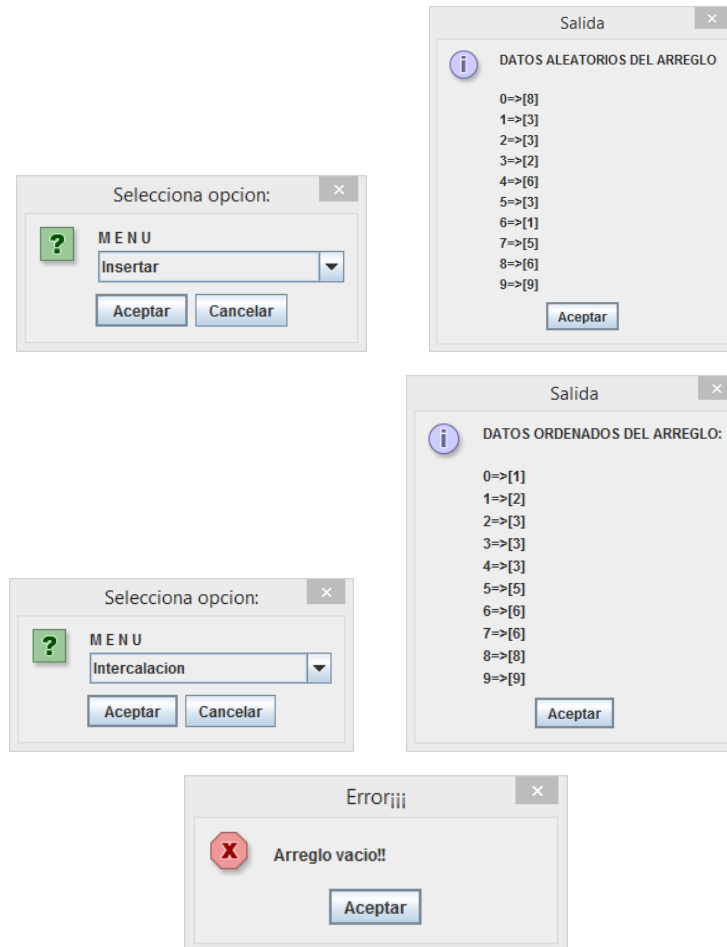 Selecciona opcion:
M E N U
Insertar
Aceptar Cancelar
Salida
DATOS ALEATORIOS DEL ARREGLO
0=>[8]
1=>[3]
2=>[3]
3=>[2]
4=>[6]
5=>[3]
6=>[1]
7=>[5]
8=>[6]
9=>[9]
Aceptar
Selecciona opcion:
M E N U
Intercalacion
Aceptar Cancelar
Salida
DATOS ORDENADOS DEL ARREGLO:
0=>[1]
1=>[2]
2=>[3]
3=>[3]
4=>[3]
5=>[5]
6=>[6]
7=>[6]
8=>[8]
9=>[9]
Aceptar
Error¡¡¡
Arreglo vacio!!
Aceptar